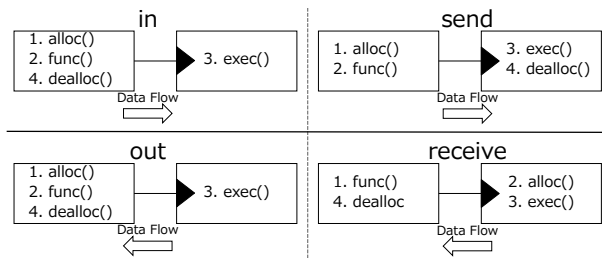 in
1. alloc()
2. func()
4. dealloc()
3. exec()
Data Flow
send
1. alloc()
2. func()
3. exec()
4. dealloc()
Data Flow
out
1. alloc()
2. func()
4. dealloc()
3. exec()
Data Flow
receive
1. func()
4. dealloc
2. alloc()
3. exec()
Data Flow